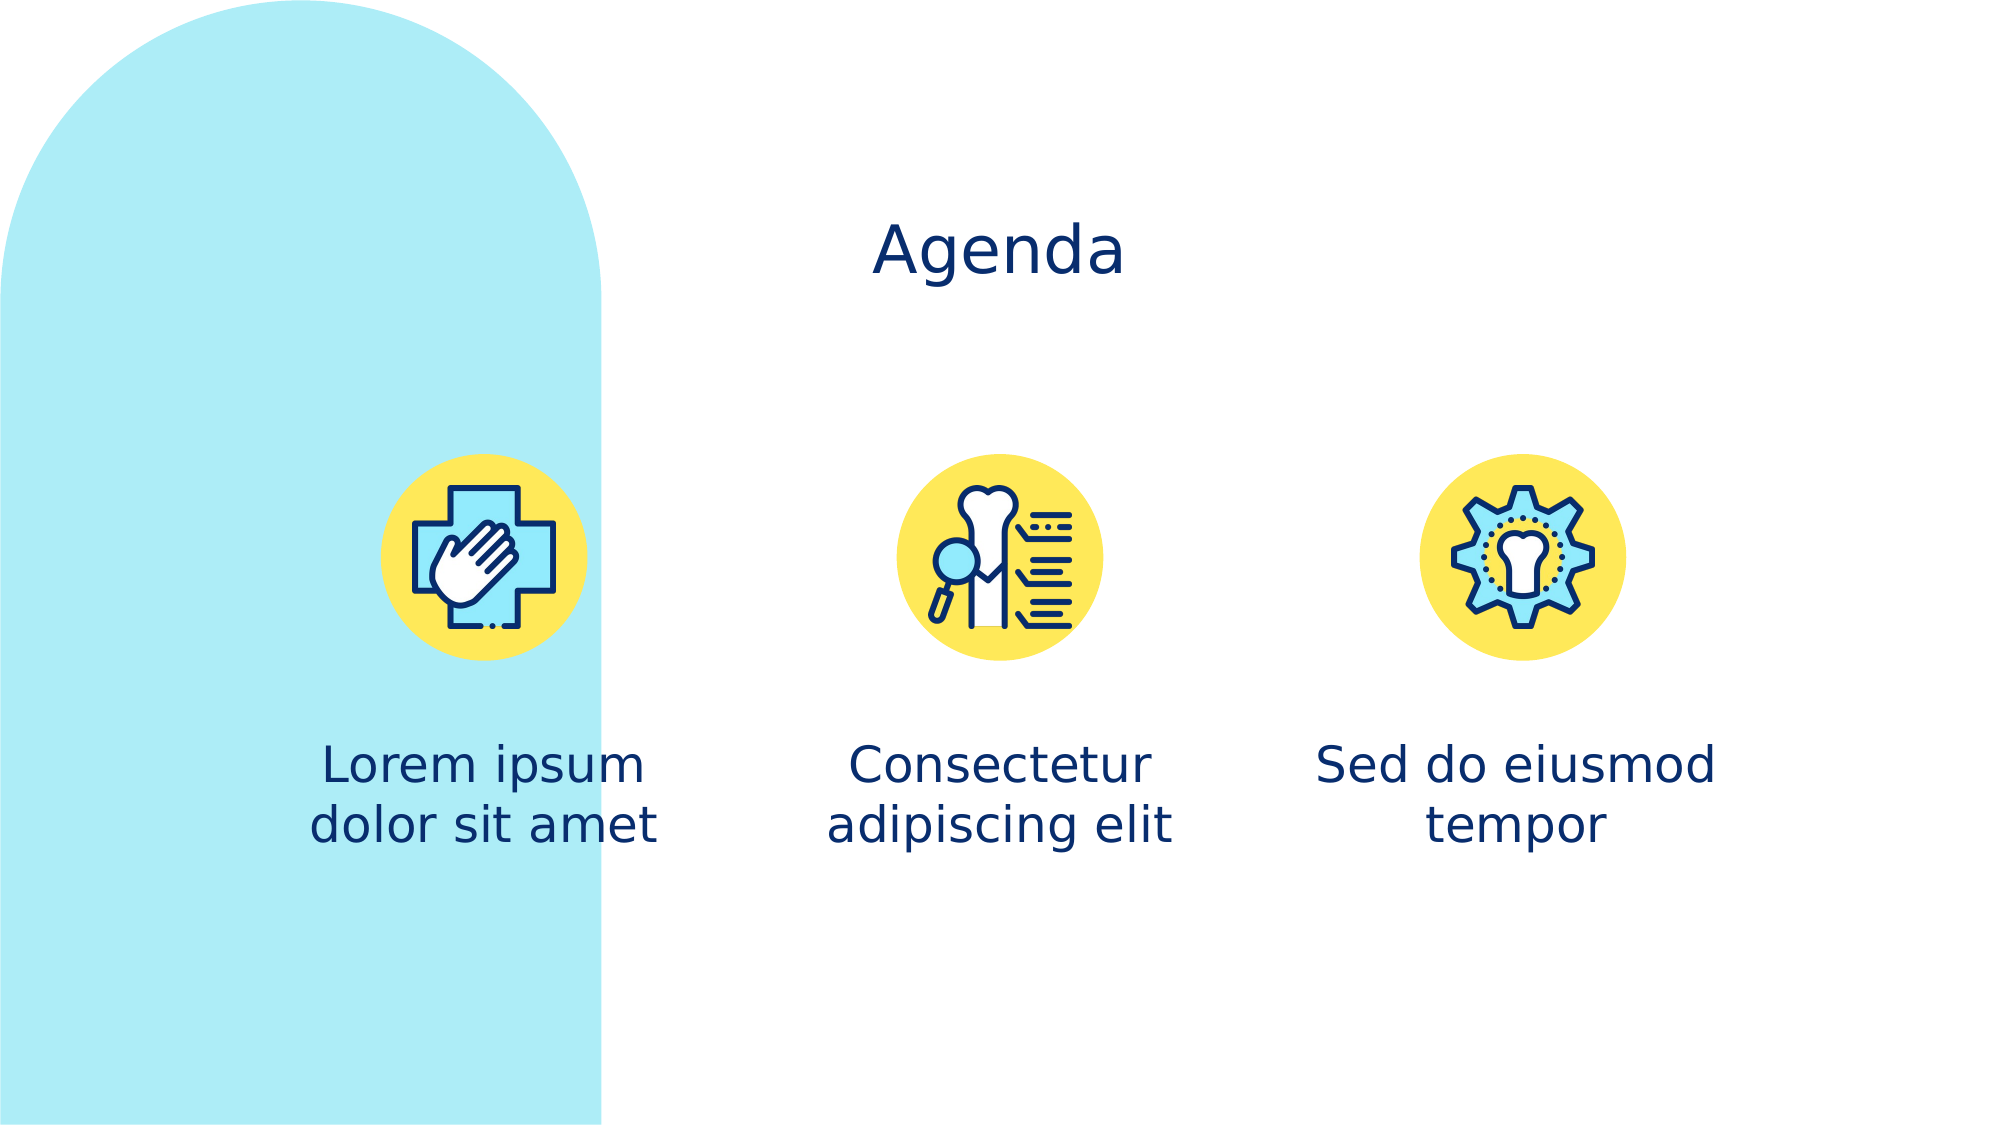 Agenda
Lorem ipsum
dolor sit amet
Consectetur
adipiscing elit
Sed do eiusmod
tempor